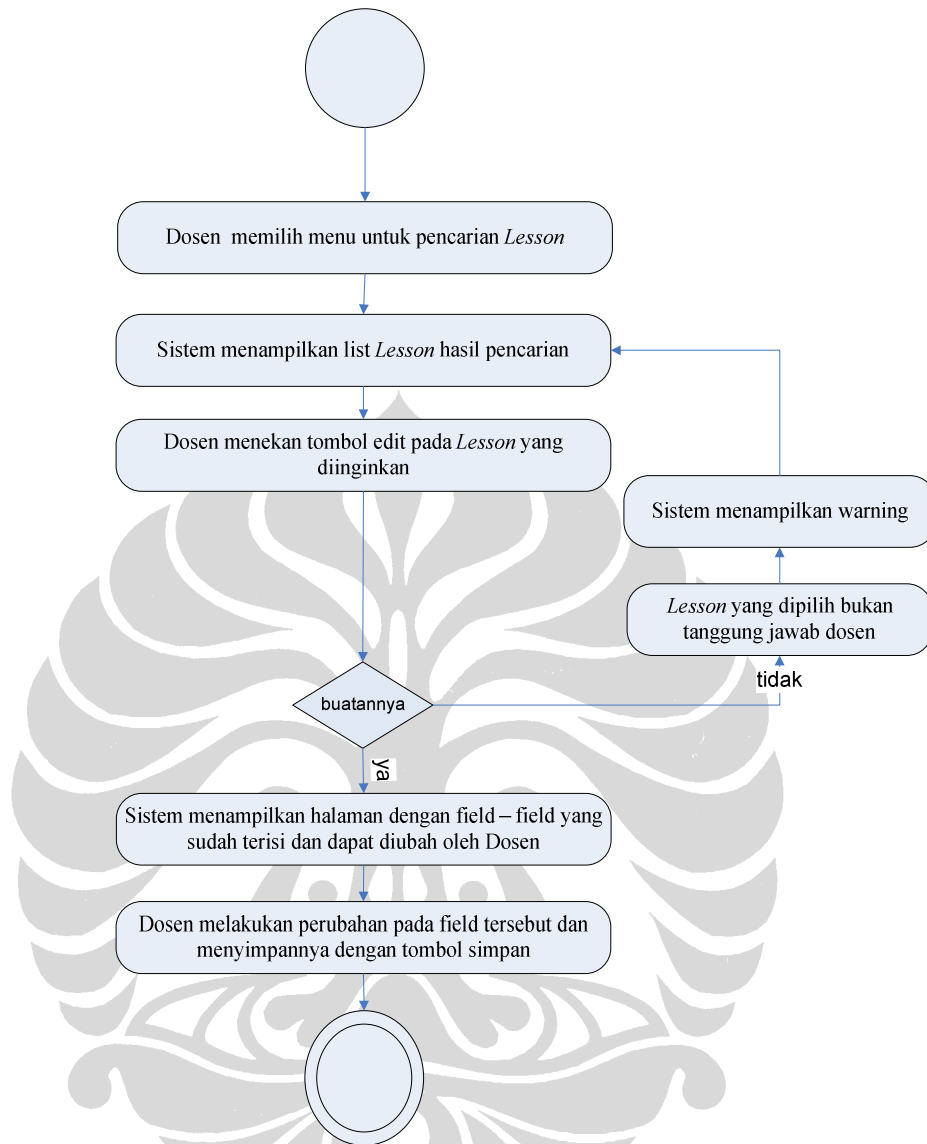 Dosen memilih menu untuk pencarian Lesson
Sistem menampilkan list Lesson hasil pencarian
Dosen menekan tombol edit pada Lesson yang
diinginkan
Sistem menampilkan warning
Lesson yang dipilih bukan
tanggung jawab dosen
tidak
buatannya
ya
Sistem menampilkan halaman dengan field – field yang
sudah terisi dan dapat diubah oleh Dosen
Dosen melakukan perubahan pada field tersebut dan
menyimpannya dengan tombol simpan